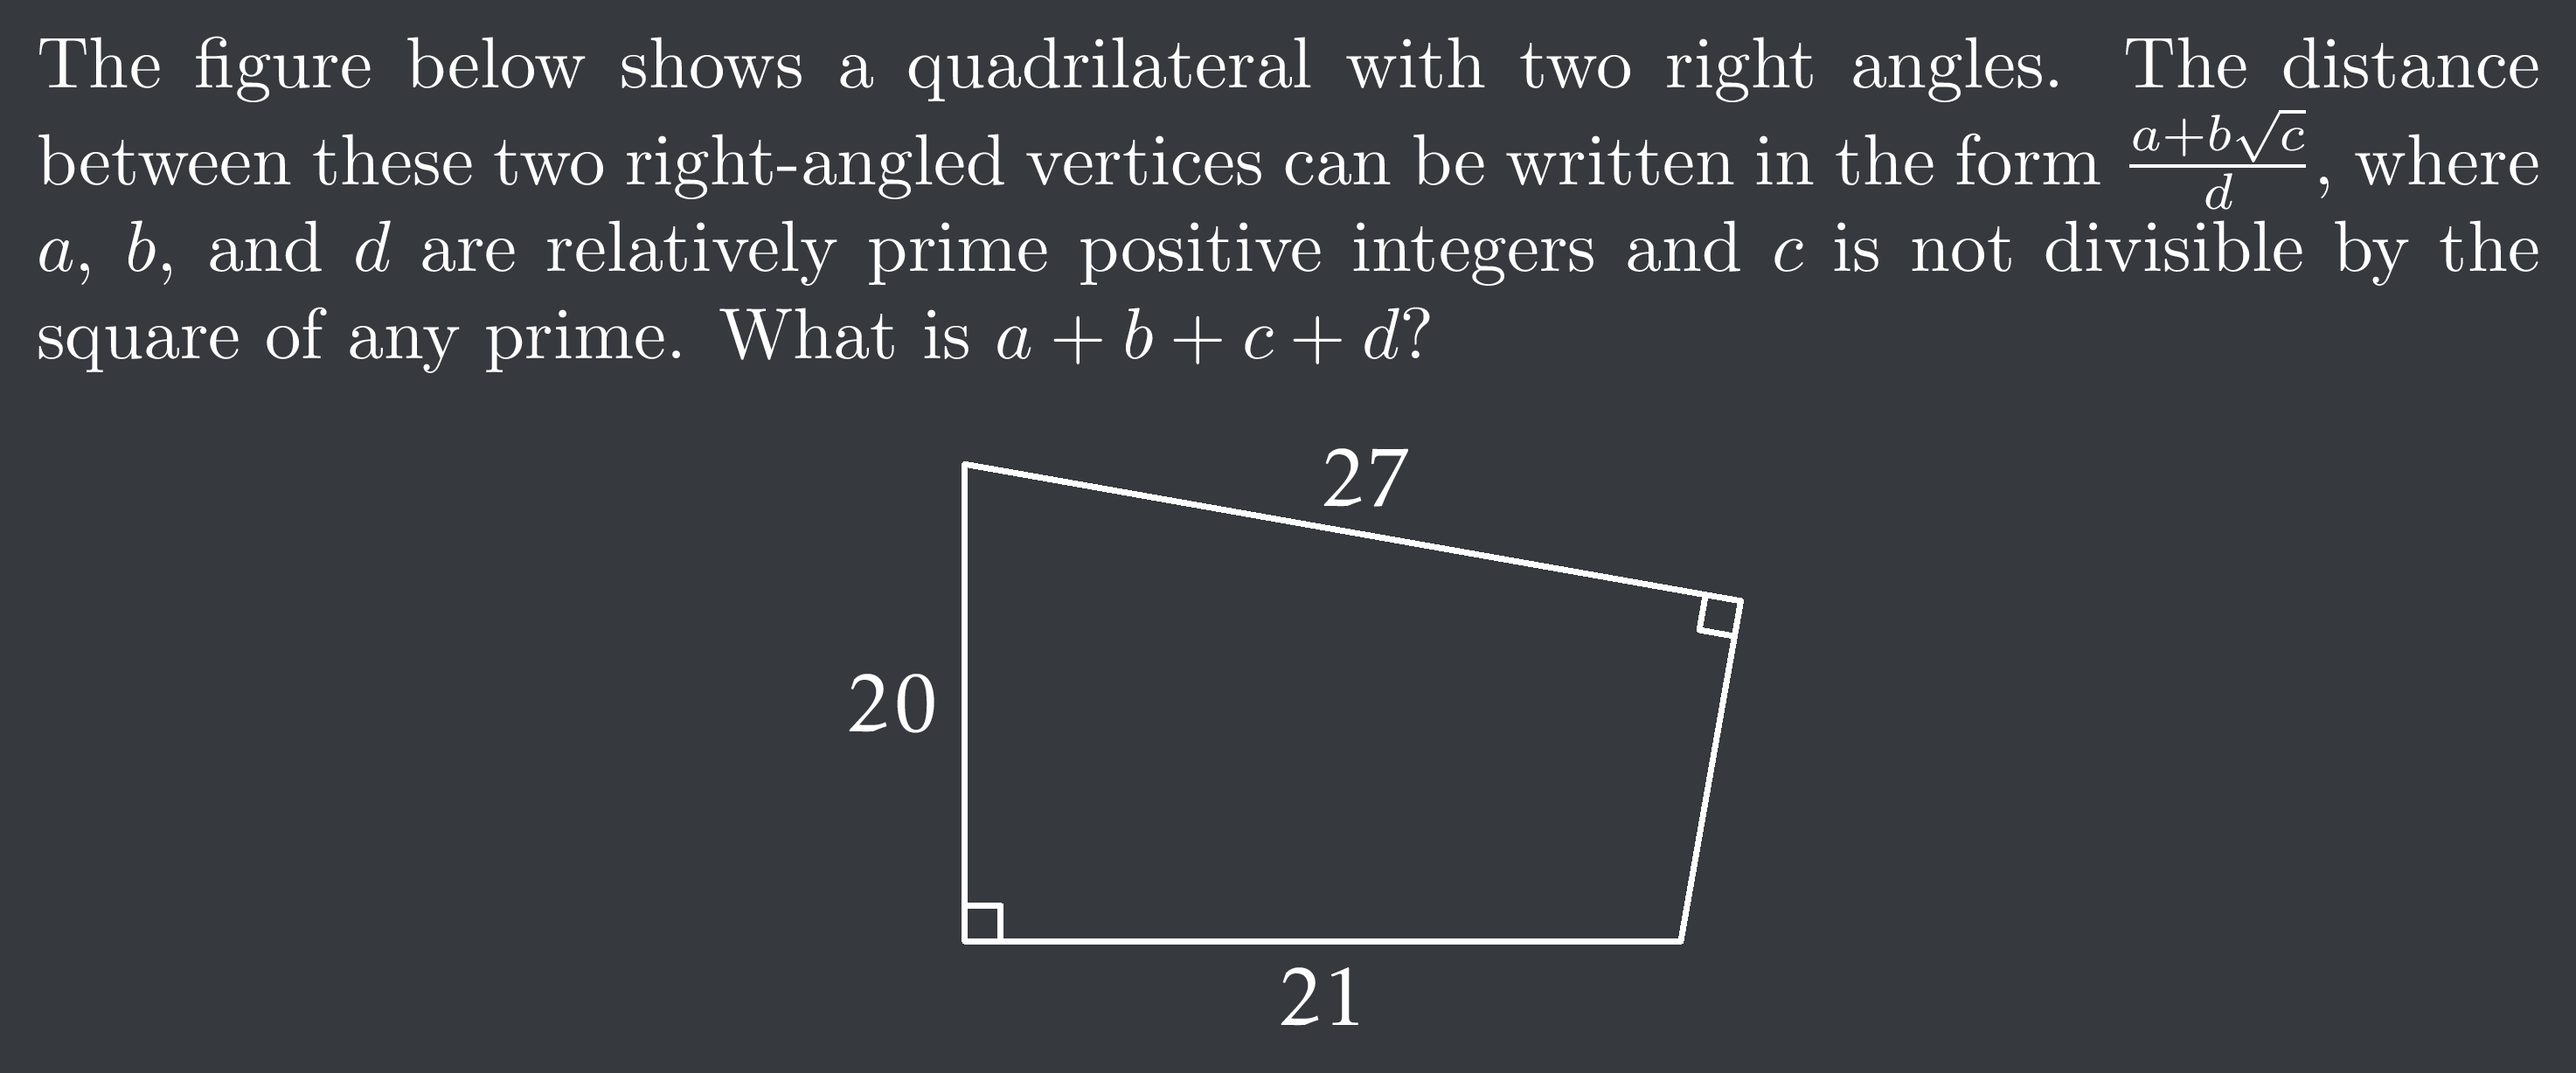 The figure below shows a quadrilateral with two right angles. The distance
between these two right-angled vertices can be written in the form \frac{a+b\sqrt{c}}{d}, where
a, b, and d are relatively prime positive integers and c is not divisible by the
square of any prime. What is a + b + c + d?
27
20
21